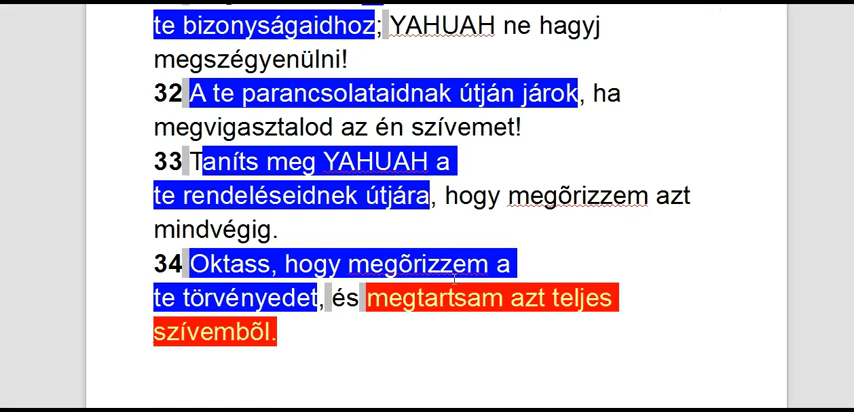 te bizonyságaidhoz; YAHUAH ne hagyj
megszégyenülni!
32 A te parancsolataidnak útján járok, ha
megvigasztalod az én szívemet!
33 Taníts meg YAHUAH a
te rendeléseidnek útjára, hogy megõrizzem azt
mindvégig.
34 Oktass, hogy megõrizzem a
te törvényedet, és megtartsam azt teljes
szívembõl.